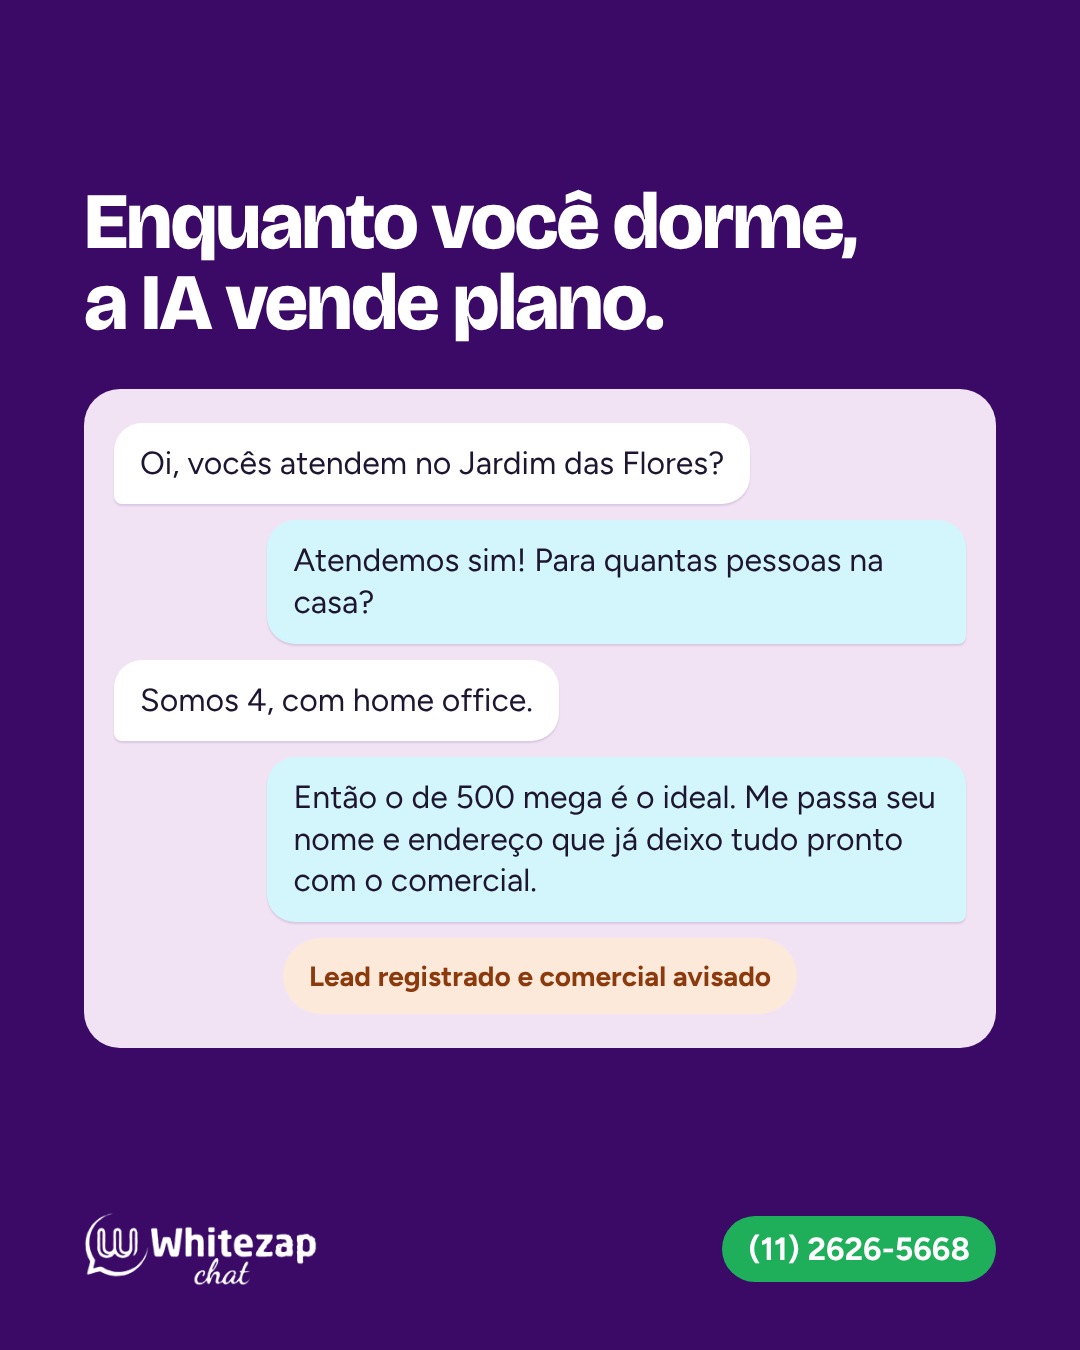 Enquanto você dorme,
a IA vende plano.
Oi, vocês atendem no Jardim das Flores?
Atendemos sim! Para quantas pessoas na
casa?
Somos 4, com home office.
Então o de 500 mega é o ideal. Me passa seu
nome e endereço que já deixo tudo pronto
com o comercial.
Lead registrado e comercial avisado
Whitezap
chat
(11) 2626-5668